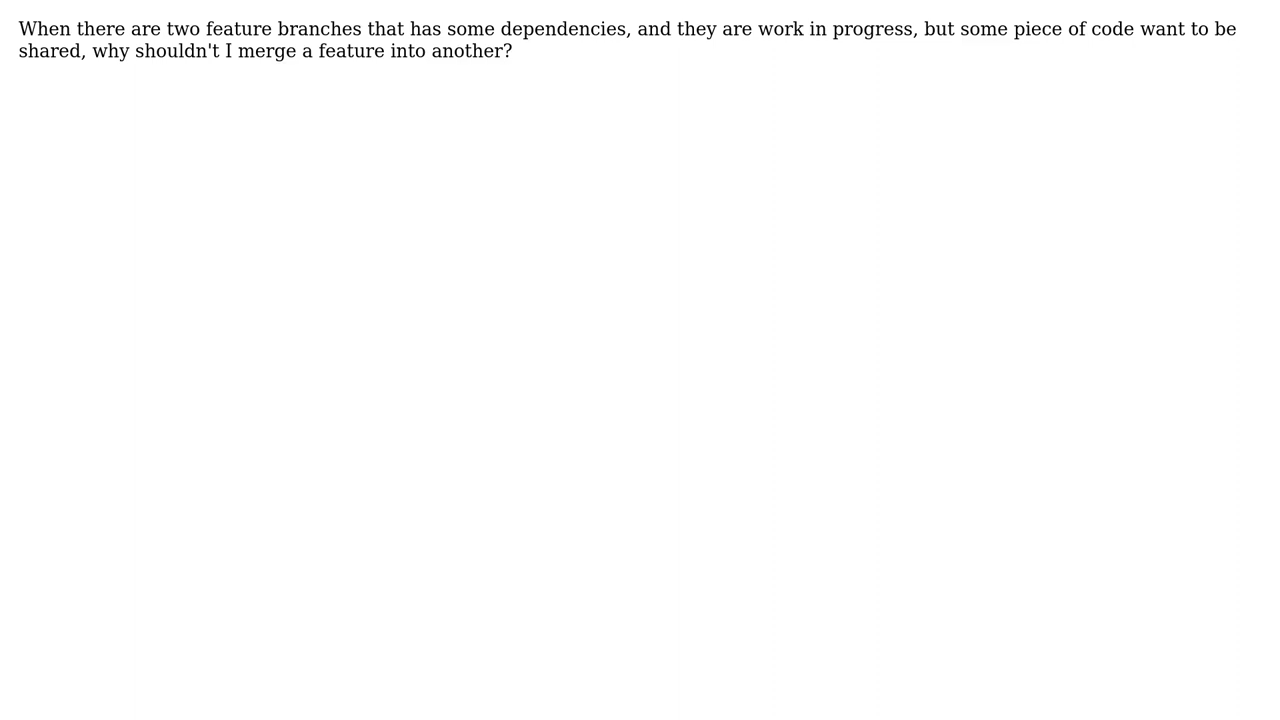 When there are two feature branches that has some dependencies, and they are work in progress, but some piece of code want to be
shared, why shouldn't I merge a feature into another?